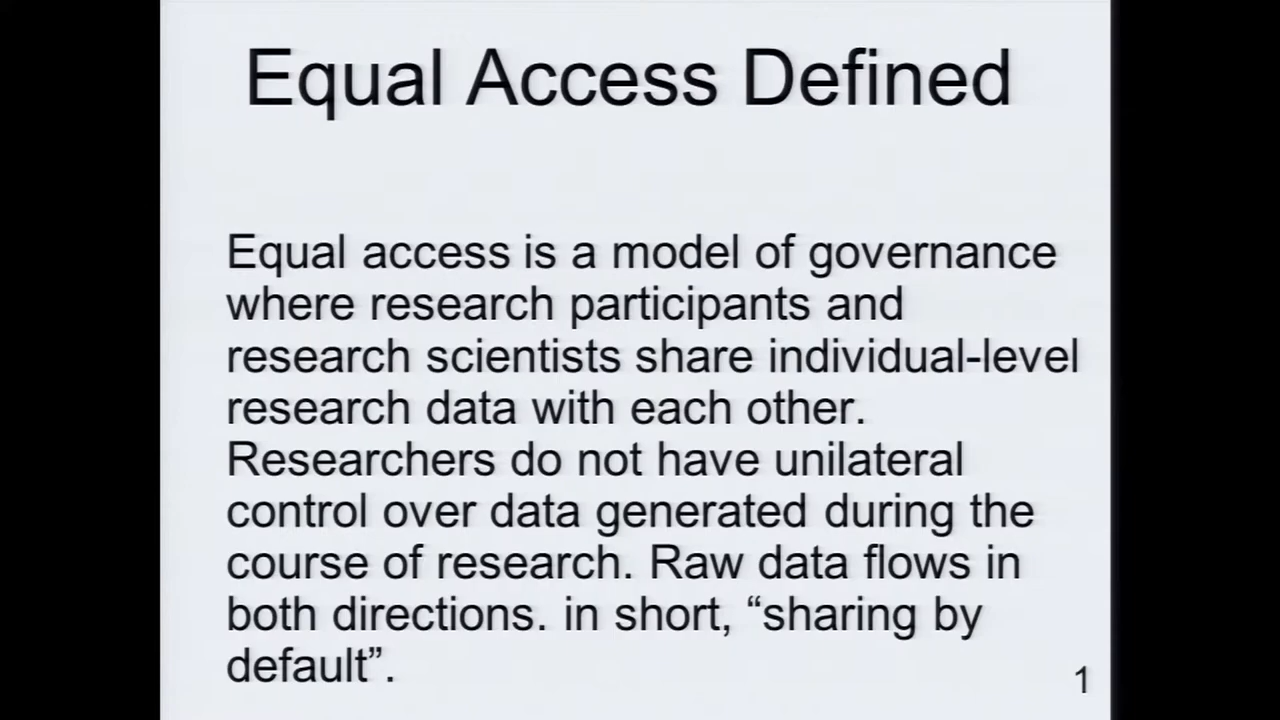 Equal Access Defined
Equal access is a model of governance
where research participants and
research scientists share individual-level
research data with each other.
Researchers do not have unilateral
control over data generated during the
course of research. Raw data flows in
both directions. in short, “sharing by
default”.
1